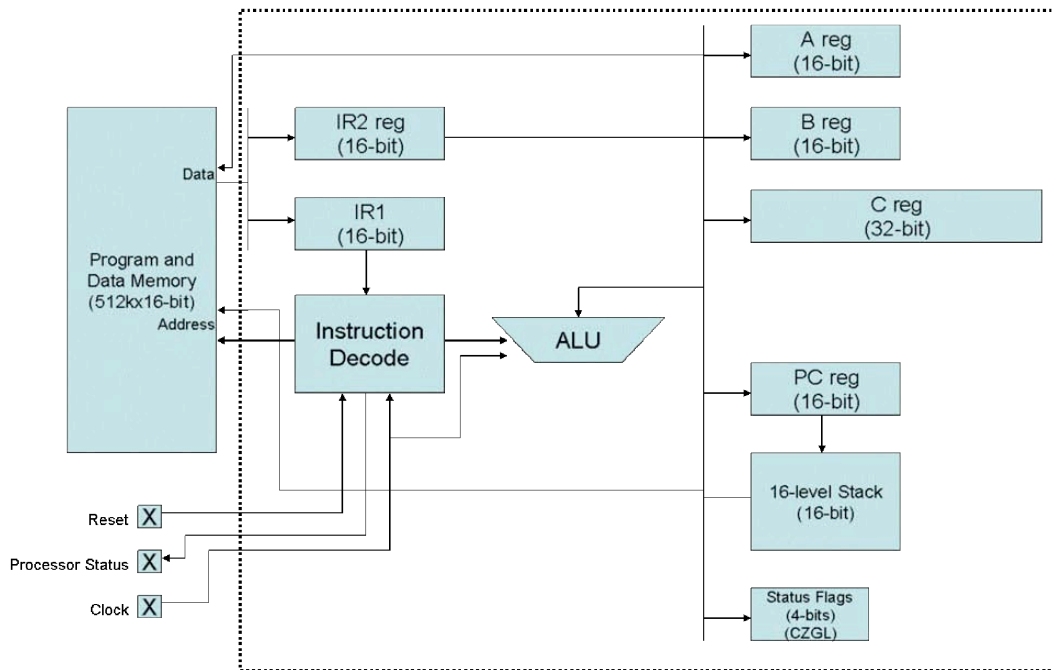 A reg
(16-bit)
IR2 reg
(16-bit)
B reg
(16-bit)
Data
IR1
(16-bit)
C reg
(32-bit)
Program and
Data Memory
(512kx16-bit)
Address
Instruction
Decode
ALU
PC reg
(16-bit)
16-level Stack
(16-bit)
Reset
X
Processor Status
X
Clock
X
Status Flags
(4-bits)
(CZGL)